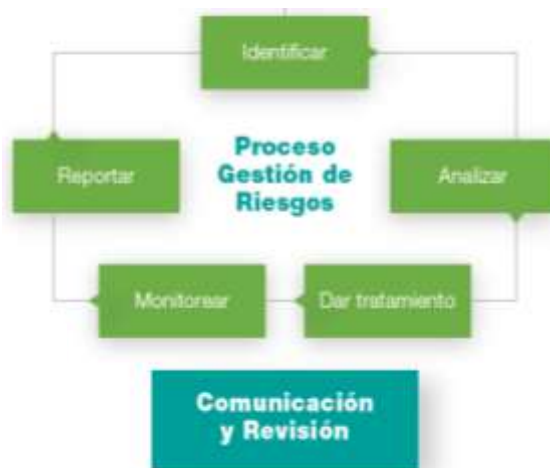 Identificar
Reportar
Proceso
Gestión de
Riesgos
Analizar
Monitorear
Dar tratamiento
Comunicación
y Revisión